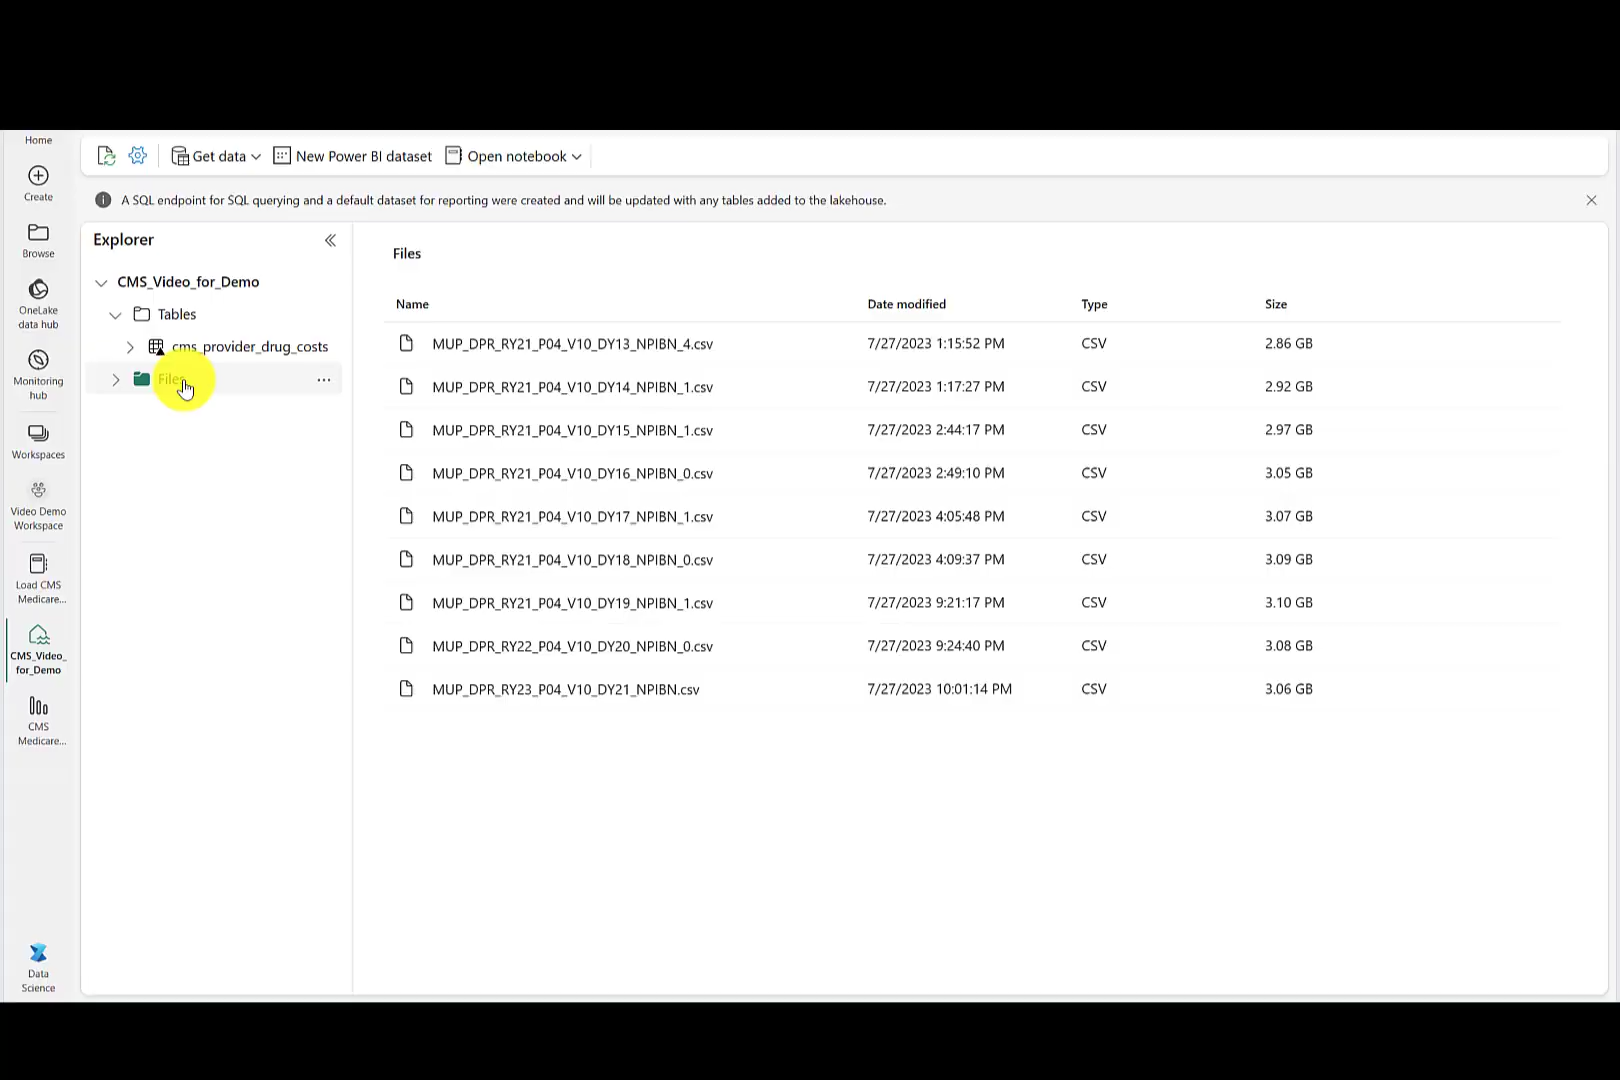 Home
Create
Browse
OneLake
data hub
Monitoring
hub
Workspaces
Video Demo
Workspace
Load CMS
Medicare...
CMS_Video_
for_Demo
CMS
Medicare...
Data
Science
Get data
New Power BI dataset
Open notebook
A SQL endpoint for SQL querying and a default dataset for reporting were created and will be updated with any tables added to the lakehouse.
Explorer
CMS_Video_for_Demo
Tables
cms_provider_drug_costs
Files
Files
Name Date modified Type Size
MUP_DPR_RY21_P04_V10_DY13_NPIBN_4.csv 7/27/2023 1:15:52 PM CSV 2.86 GB
MUP_DPR_RY21_P04_V10_DY14_NPIBN_1.csv 7/27/2023 1:17:27 PM CSV 2.92 GB
MUP_DPR_RY21_P04_V10_DY15_NPIBN_1.csv 7/27/2023 2:44:17 PM CSV 2.97 GB
MUP_DPR_RY21_P04_V10_DY16_NPIBN_0.csv 7/27/2023 2:49:10 PM CSV 3.05 GB
MUP_DPR_RY21_P04_V10_DY17_NPIBN_1.csv 7/27/2023 4:05:48 PM CSV 3.07 GB
MUP_DPR_RY21_P04_V10_DY18_NPIBN_0.csv 7/27/2023 4:09:37 PM CSV 3.09 GB
MUP_DPR_RY21_P04_V10_DY19_NPIBN_1.csv 7/27/2023 9:21:17 PM CSV 3.10 GB
MUP_DPR_RY22_P04_V10_DY20_NPIBN_0.csv 7/27/2023 9:24:40 PM CSV 3.08 GB
MUP_DPR_RY23_P04_V10_DY21_NPIBN.csv 7/27/2023 10:01:14 PM CSV 3.06 GB